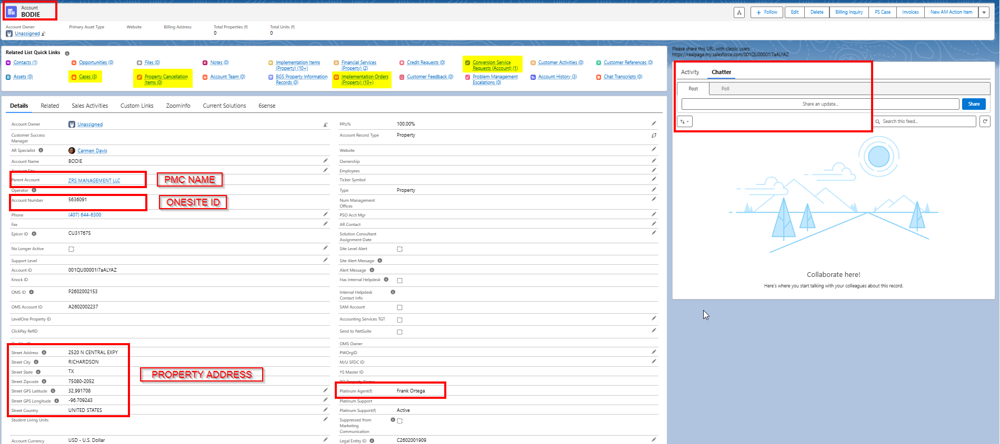 Account
BODIE
Follow
Edit
Delete
Billing Inquiry
PS Case
Invoices
New AM Action Item
Account Owner
Primary Asset Type
Website
Billing Address
Total Properties (f)
Total Units (f)
Unassigned
0
0
Related List Quick Links
Contacts (1)
Opportunities (0)
Files (0)
Notes (0)
Implementation Items
(Property) (10+)
Financial Services
(Property) (2)
Credit Requests (0)
Conversion Service
Requests (Account) (1)
Customer Activities (0)
Customer References (0)
Assets (0)
Cases (3)
Property Cancellation
Items (0)
Account Team (0)
BGS Property Information
Records (0)
Implementation Orders
(Property) (10+)
Customer Feedback (0)
Problem Management
Escalations (0)
Account History (3)
Chat Transcripts (0)
Please share this URL with classic users
https://realpage.my.salesforce.com/001QU00001I7aALYAZ
Activity
Chatter
Post
Poll
Share an update...
Share
Search this feed...
Collaborate here!
Here's where you start talking with your colleagues about this record.
Details
Related
Sales Activities
Custom Links
Zoominfo
Current Solutions
6sense
Account Owner
Unassigned
Customer Success
Manager
AR Specialist
Carmen Davis
Account Name
BODIE
Account City
Parent Account
ZRS MANAGEMENT LLC
PMC NAME
Operator
Account Number
5636091
ONESITE ID
Phone
(407) 644-6300
Fax
Epicor ID
CU317675
No Longer Active
Support Level
Account ID
001QU00001I7aALYAZ
Knock ID
OMS ID
P2602002153
OMS Account ID
A2602002237
LevelOne Property ID
ClickPay RefID
On-Site ID
Street Address
2520 N CENTRAL EXPY
Street City
RICHARDSON
Street State
TX
PROPERTY ADDRESS
Street Zipcode
75080-2052
Street GPS Latitude
32.991708
Street GPS Longitude
-96.709243
Street Country
UNITED STATES
Student Living Units
Account Currency
USD - U.S. Dollar
PPU%
100.00%
Account Record Type
Property
Website
Ownership
Employees
Ticker Symbol
Type
Property
Num Management
Offices
PSO Acct Mgr
AR Contact
Solution Consultant
Assignment Date
Site Level Alert
Site Alert Message
Alert Message
Has Internal Helpdesk
Internal Helpdesk
Contact Info
SAM Account
Accounting Services TGT
Send to NetSuite
OMS Owner
PWOrgID
M/U SFDC ID
YS Master ID
PO Property Name
Platinum Agent(f)
Frank Ortega
Platinum Support
Platinum Support(f)
Active
Suppressed from
Marketing
Communication
Legal Entity ID
C2602001909